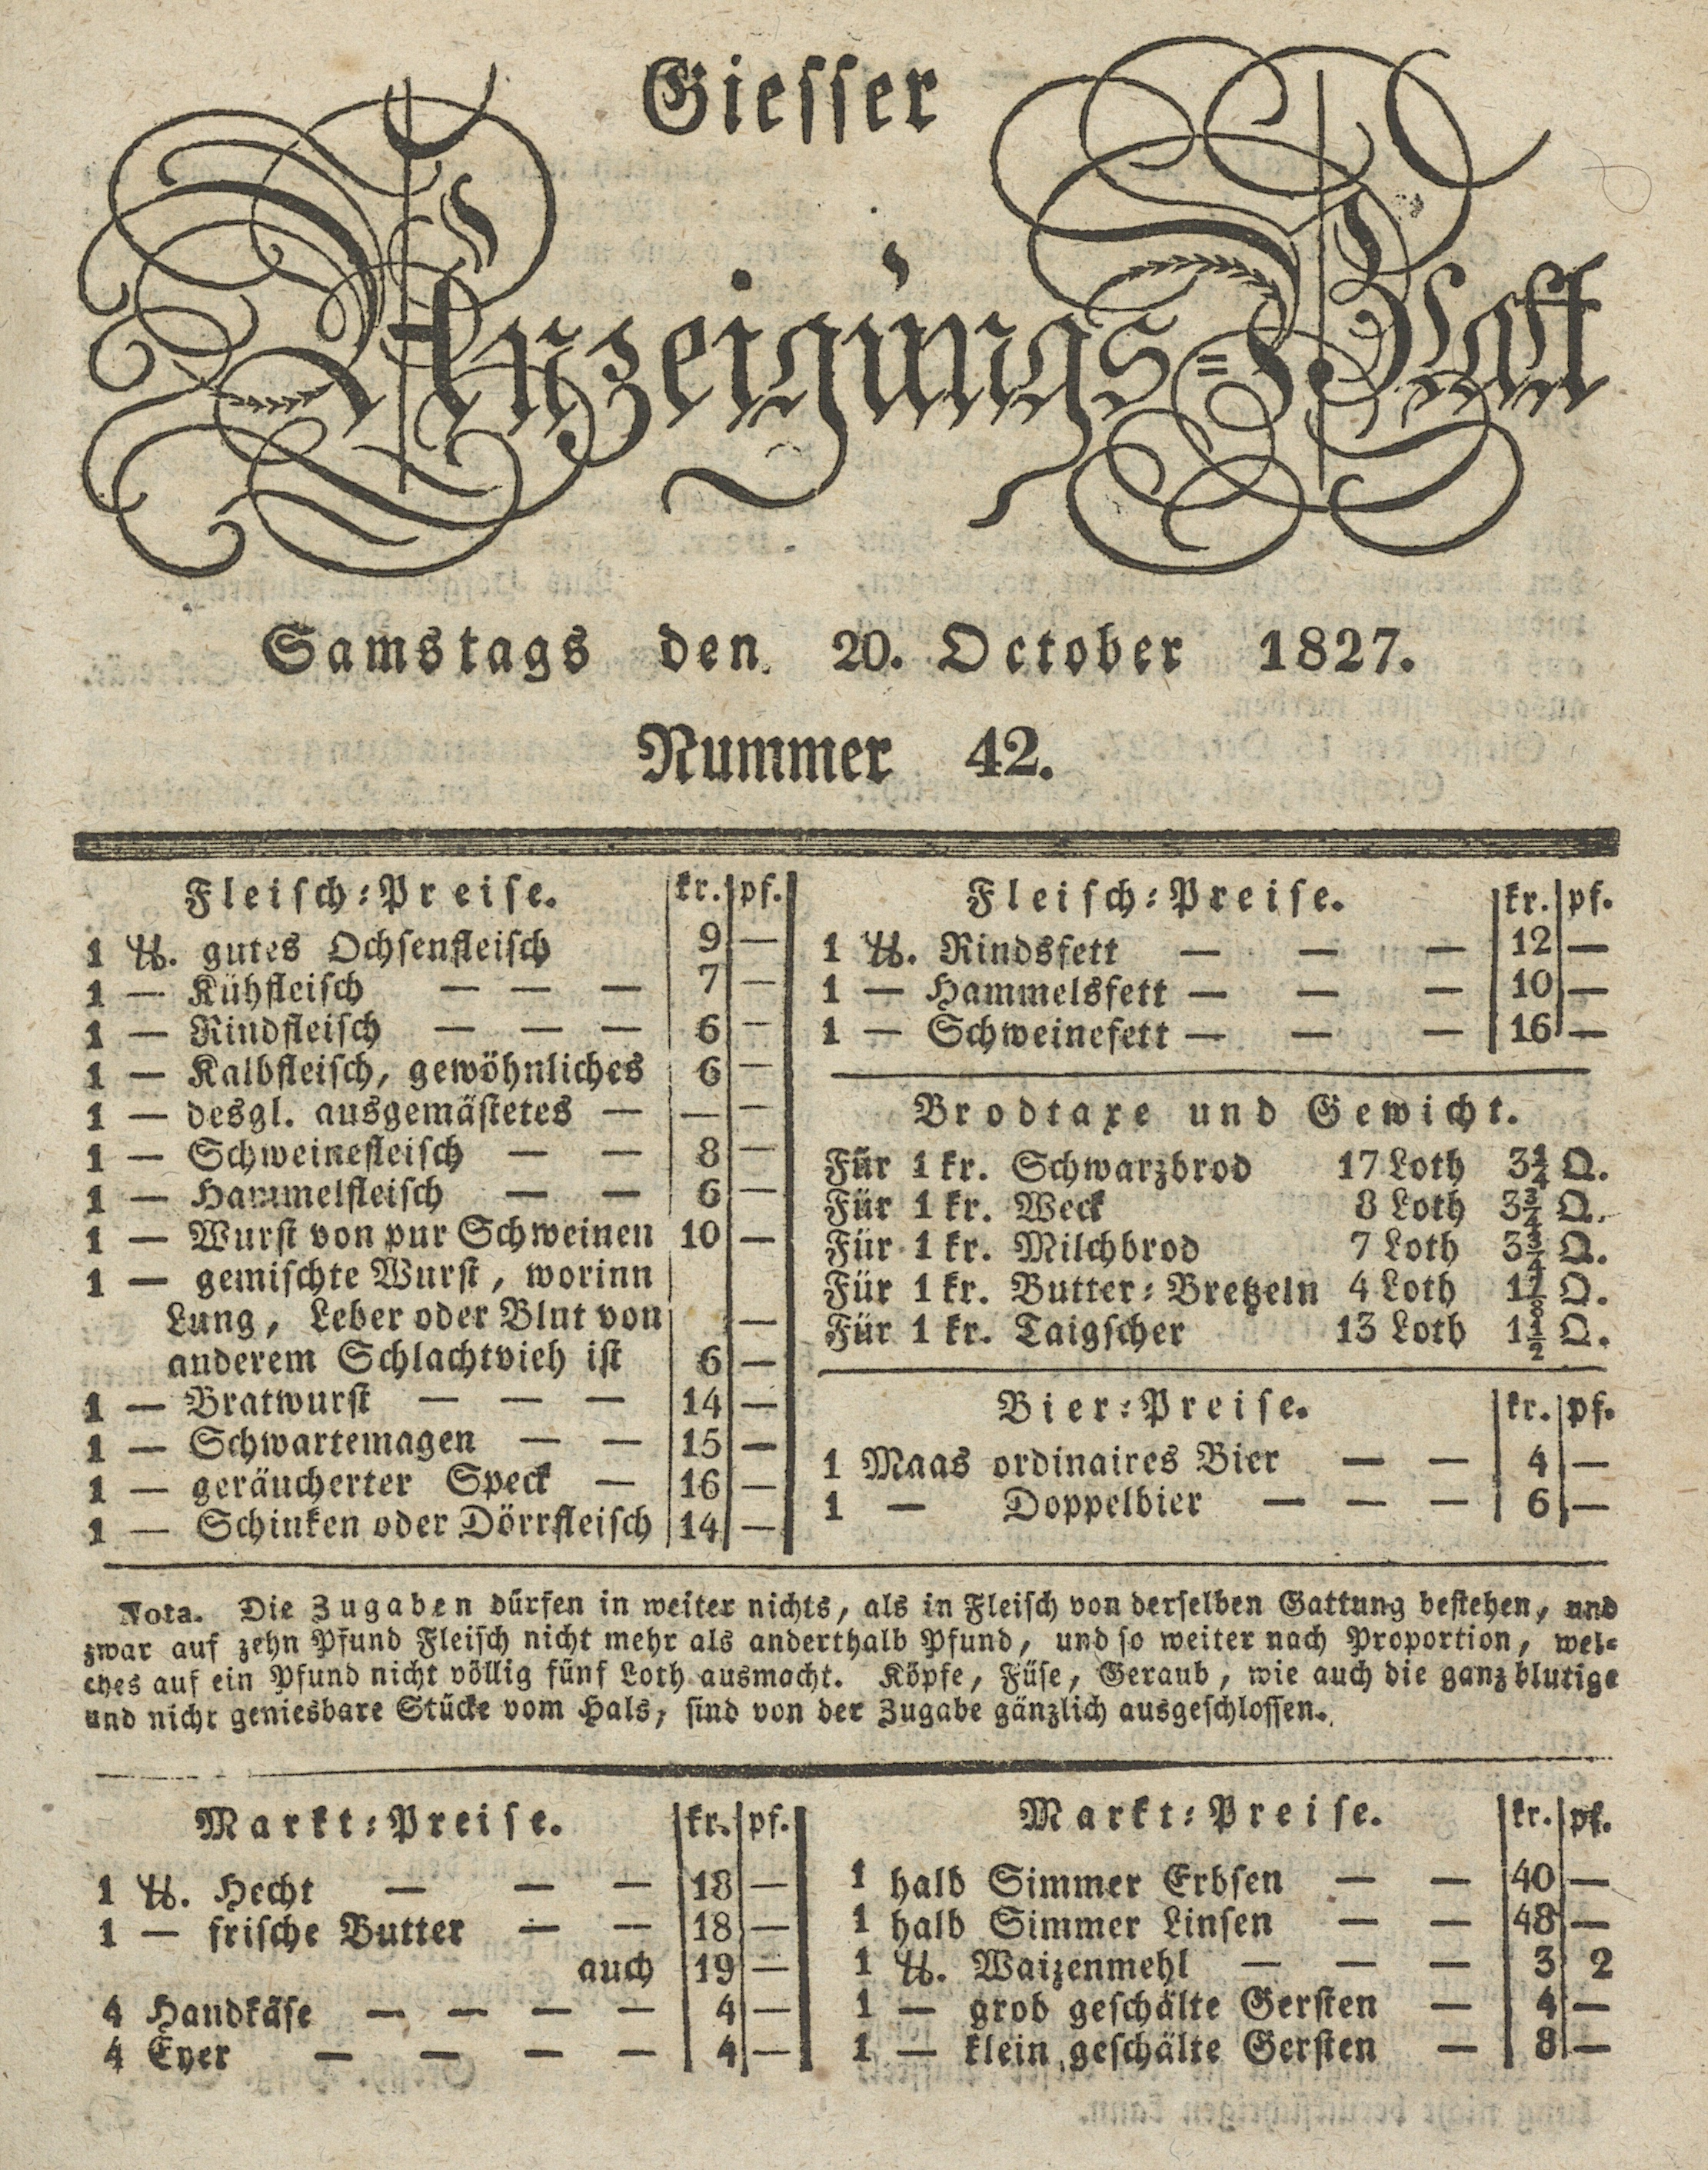 Giesser
Anzeigungs=Blatt
Samstags den 20. October 1827.
Nummer 42.
Fleisch=Preise. kr. pf.
1 ℔. gutes Ochsenfleisch 9 —
1 — Kühfleisch — — — 7 —
1 — Rindfleisch — — — 6 —
1 — Kalbfleisch, gewöhnliches 6 —
1 — desgl. ausgemästetes — — —
1 — Schweinefleisch — — 8 —
1 — Hammelfleisch — — 6 —
1 — Wurst von pur Schweinen 10 —
1 — gemischte Wurst, worinn
Lung, Leber oder Blut von —
anderem Schlachtvieh ist 6 —
1 — Bratwurst — — — 14 —
1 — Schwartemagen — — 15 —
1 — geräucherter Speck — 16 —
1 — Schinken oder Dörrfleisch 14 —
Fleisch=Preise. kr. pf.
1 ℔. Rindsfett — — — 12 —
1 — Hammelsfett — — — 10 —
1 — Schweinefett — — — 16 —
Brodtaxe und Gewicht.
Für 1 kr. Schwarzbrod 17 Loth 3¼ Q.
Für 1 kr. Weck 8 Loth 3¾ Q.
Für 1 kr. Milchbrod 7 Loth 3¾ Q.
Für 1 kr. Butter=Bretzeln 4 Loth 1⅞ Q.
Für 1 kr. Taigscher 13 Loth 1½ Q.
Bier=Preise. kr. pf.
1 Maas ordinaires Bier — — 4 —
1 — Doppelbier — — — 6 —
Nota. Die Zugaben dürfen in weiter nichts, als in Fleisch von derselben Gattung bestehen, und
zwar auf zehn Pfund Fleisch nicht mehr als anderthalb Pfund, und so weiter nach Proportion, wel=
ches auf ein Pfund nicht völlig fünf Loth ausmacht. Köpfe, Füse, Geraub, wie auch die ganz blutige
und nicht geniesbare Stücke vom Hals, sind von der Zugabe gänzlich ausgeschlossen.
Markt=Preise. kr. pf.
1 ℔. Hecht — — — 18 —
1 — frische Butter — — 18 —
auch 19 —
4 Handkäse — — — — 4 —
4 Eyer — — — — 4 —
Markt=Preise. kr. pf.
1 halb Simmer Erbsen — — 40 —
1 halb Simmer Linsen — — 48 —
1 ℔. Waizenmehl — — — 3 2
1 — grob geschälte Gersten — 4 —
1 — klein geschälte Gersten — 8 —